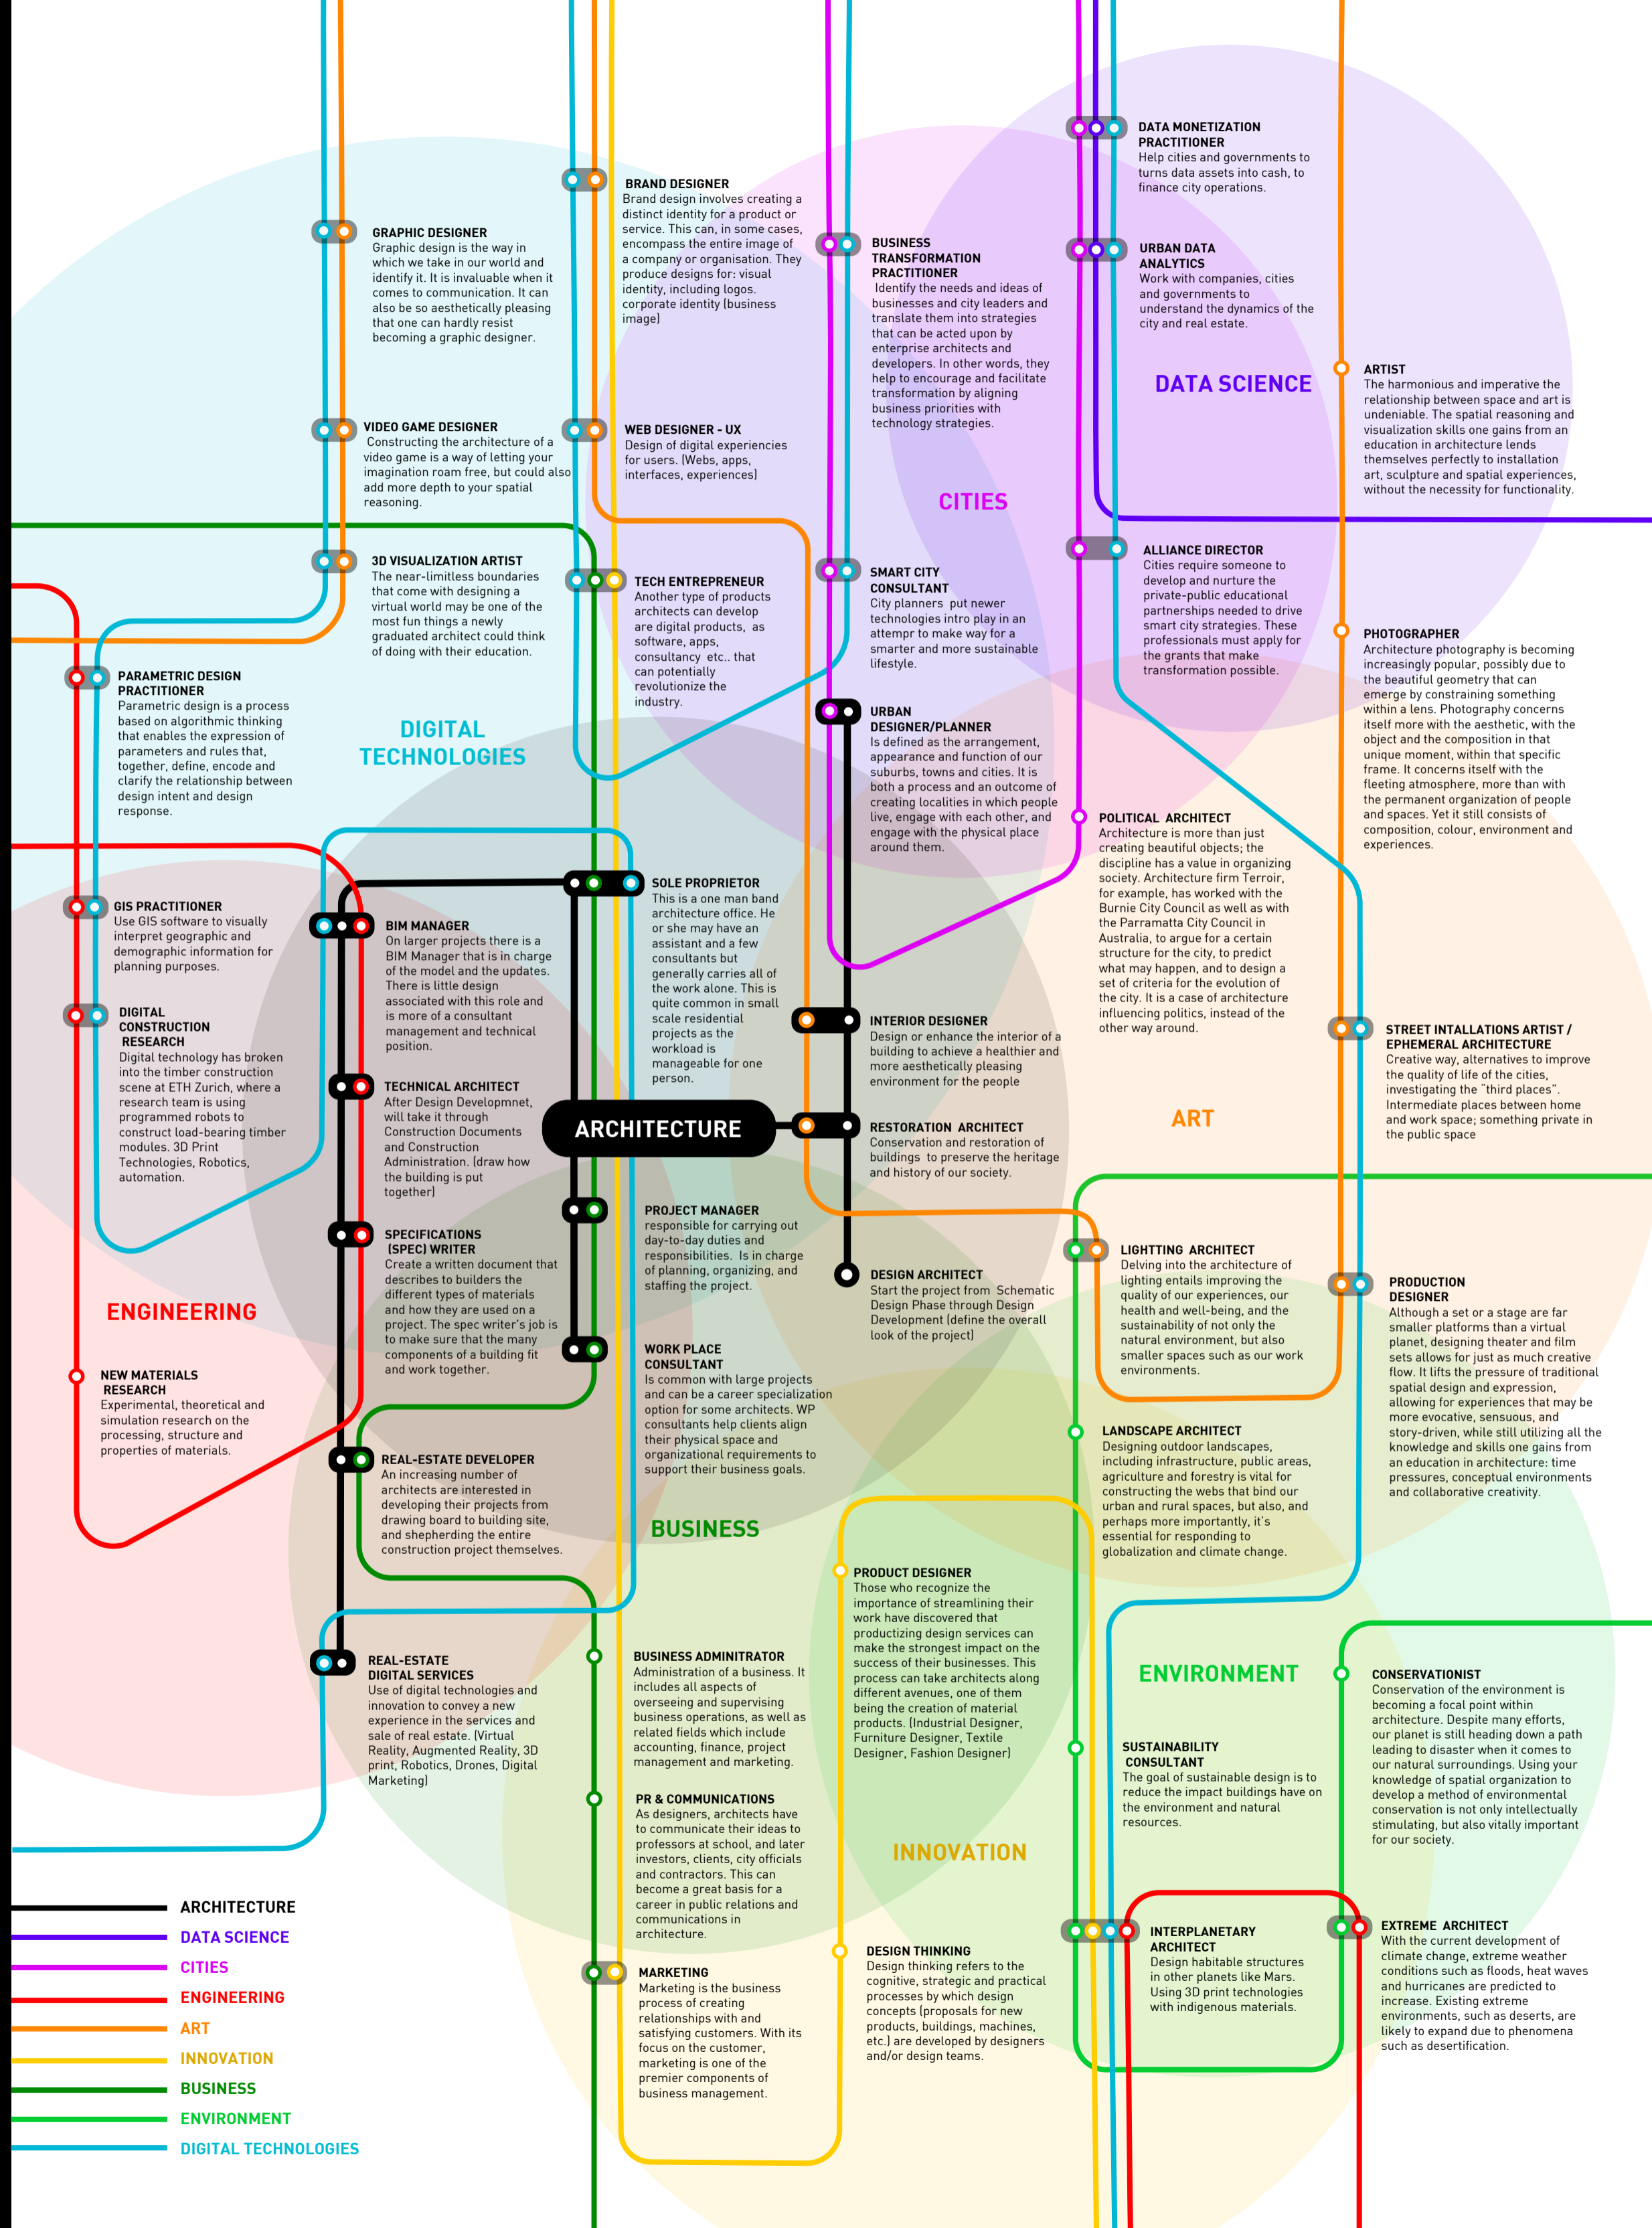 DATA MONETIZATION
PRACTITIONER
Help cities and governments to
turns data assets into cash, to
finance city operations.
BRAND DESIGNER
Brand design involves creating a
distinct identity for a product or
service. This can, in some cases,
encompass the entire image of
a company or organisation. They
produce designs for: visual
identity, including logos.
corporate identity (business
image)
GRAPHIC DESIGNER
Graphic design is the way in
which we take in our world and
identify it. It is invaluable when it
comes to communication. It can
also be so aesthetically pleasing
that one can hardly resist
becoming a graphic designer.
BUSINESS
TRANSFORMATION
PRACTITIONER
Identify the needs and ideas of
businesses and city leaders and
translate them into strategies
that can be acted upon by
enterprise architects and
developers. In other words, they
help to encourage and facilitate
transformation by aligning
business priorities with
technology strategies.
URBAN DATA
ANALYTICS
Work with companies, cities
and governments to
understand the dynamics of the
city and real estate.
DATA SCIENCE
ARTIST
The harmonious and imperative the
relationship between space and art is
undeniable. The spatial reasoning and
visualization skills one gains from an
education in architecture lends
themselves perfectly to installation
art, sculpture and spatial experiences,
without the necessity for functionality.
VIDEO GAME DESIGNER
Constructing the architecture of a
video game is a way of letting your
imagination roam free, but could also
add more depth to your spatial
reasoning.
WEB DESIGNER - UX
Design of digital experiences
for users. (Webs, apps,
interfaces, experiences)
CITIES
3D VISUALIZATION ARTIST
The near-limitless boundaries
that come with designing a
virtual world may be one of the
most fun things a newly
graduated architect could think
of doing with their education.
TECH ENTREPRENEUR
Another type of products
architects can develop
are digital products, as
software, apps,
consultancy etc.. that
can potentially
revolutionize the
industry.
SMART CITY
CONSULTANT
City planners put newer
technologies intro play in an
attempr to make way for a
smarter and more sustainable
lifestyle.
ALLIANCE DIRECTOR
Cities require someone to
develop and nurture the
private-public educational
partnerships needed to drive
smart city strategies. These
professionals must apply for
the grants that make
transformation possible.
PHOTOGRAPHER
Architecture photography is becoming
increasingly popular, possibly due to
the beautiful geometry that can
emerge by constraining something
within a lens. Photography concerns
itself more with the aesthetic, with the
object and the composition in that
unique moment, within that specific
frame. It concerns itself with the
fleeting atmosphere, more than with
the permanent organization of people
and spaces. Yet it still consists of
composition, colour, environment and
experiences.
PARAMETRIC DESIGN
PRACTITIONER
Parametric design is a process
based on algorithmic thinking
that enables the expression of
parameters and rules that,
together, define, encode and
clarify the relationship between
design intent and design
response.
DIGITAL
TECHNOLOGIES
URBAN
DESIGNER/PLANNER
Is defined as the arrangement,
appearance and function of our
suburbs, towns and cities. It is
both a process and an outcome of
creating localities in which people
live, engage with each other, and
engage with the physical place
around them.
POLITICAL ARCHITECT
Architecture is more than just
creating beautiful objects; the
discipline has a value in organizing
society. Architecture firm Terroir,
for example, has worked with the
Burnie City Council as well as with
the Parramatta City Council in
Australia, to argue for a certain
structure for the city, to predict
what may happen, and to design a
set of criteria for the evolution of
the city. It is a case of architecture
influencing politics, instead of the
other way around.
GIS PRACTITIONER
Use GIS software to visually
interpret geographic and
demographic information for
planning purposes.
BIM MANAGER
On larger projects there is a
BIM Manager that is in charge
of the model and the updates.
There is little design
associated with this role and
is more of a consultant
management and technical
position.
SOLE PROPRIETOR
This is a one man band
architecture office. He
or she may have an
assistant and a few
consultants but
generally carries all of
the work alone. This is
quite common in small
scale residential
projects as the
workload is
manageable for one
person.
DIGITAL
CONSTRUCTION
RESEARCH
Digital technology has broken
into the timber construction
scene at ETH Zurich, where a
research team is using
programmed robots to
construct load-bearing timber
modules. 3D Print
Technologies, Robotics,
automation.
INTERIOR DESIGNER
Design or enhance the interior of a
building to achieve a healthier and
more aesthetically pleasing
environment for the people
STREET INTALLATIONS ARTIST /
EPHEMERAL ARCHITECTURE
Creative way, alternatives to improve
the quality of life of the cities,
investigating the "third places".
Intermediate places between home
and work space; something private in
the public space
TECHNICAL ARCHITECT
After Design Developmnet,
will take it through
Construction Documents
and Construction
Administration. (draw how
the building is put
together)
ARCHITECTURE
RESTORATION ARCHITECT
Conservation and restoration of
buildings to preserve the heritage
and history of our society.
ART
SPECIFICATIONS
(SPEC) WRITER
Create a written document that
describes to builders the
different types of materials
and how they are used on a
project. The spec writer's job is
to make sure that the many
components of a building fit
and work together.
PROJECT MANAGER
responsible for carrying out
day-to-day duties and
responsibilities. Is in charge
of planning, organizing, and
staffing the project.
DESIGN ARCHITECT
Start the project from Schematic
Design Phase through Design
Development (define the overall
look of the project)
LIGHTTING ARCHITECT
Delving into the architecture of
lighting entails improving the
quality of our experiences, our
health and well-being, and the
sustainability of not only the
natural environment, but also
smaller spaces such as our work
environments.
PRODUCTION
DESIGNER
Although a set or a stage are far
smaller platforms than a virtual
planet, designing theater and film
sets allows for just as much creative
flow. It lifts the pressure of traditional
spatial design and expression,
allowing for experiences that may be
more evocative, sensuous, and
story-driven, while still utilizing all the
knowledge and skills one gains from
an education in architecture: time
pressures, conceptual environments
and collaborative creativity.
ENGINEERING
NEW MATERIALS
RESEARCH
Experimental, theoretical and
simulation research on the
processing, structure and
properties of materials.
WORK PLACE
CONSULTANT
Is common with large projects
and can be a career specialization
option for some architects. WP
consultants help clients align
their physical space and
organizational requirements to
support their business goals.
LANDSCAPE ARCHITECT
Designing outdoor landscapes,
including infrastructure, public areas,
agriculture and forestry is vital for
constructing the webs that bind our
urban and rural spaces, but also, and
perhaps more importantly, it's
essential for responding to
globalization and climate change.
REAL-ESTATE DEVELOPER
An increasing number of
architects are interested in
developing their projects from
drawing board to building site,
and shepherding the entire
construction project themselves.
BUSINESS
PRODUCT DESIGNER
Those who recognize the
importance of streamlining their
work have discovered that
productizing design services can
make the strongest impact on the
success of their businesses. This
process can take architects along
different avenues, one of them
being the creation of material
products. (Industrial Designer,
Furniture Designer, Textile
Designer, Fashion Designer)
REAL-ESTATE
DIGITAL SERVICES
Use of digital technologies and
innovation to convey a new
experience in the services and
sale of real estate. (Virtual
Reality, Augmented Reality, 3D
print, Robotics, Drones, Digital
Marketing)
BUSINESS ADMINITRATOR
Administration of a business. It
includes all aspects of
overseeing and supervising
business operations, as well as
related fields which include
accounting, finance, project
management and marketing.
ENVIRONMENT
CONSERVATIONIST
Conservation of the environment is
becoming a focal point within
architecture. Despite many efforts,
our planet is still heading down a path
leading to disaster when it comes to
our natural surroundings. Using your
knowledge of spatial organization to
develop a method of environmental
conservation is not only intellectually
stimulating, but also vitally important
for our society.
SUSTAINABILITY
CONSULTANT
The goal of sustainable design is to
reduce the impact buildings have on
the environment and natural
resources.
PR & COMMUNICATIONS
As designers, architects have
to communicate their ideas to
professors at school, and later
investors, clients, city officials
and contractors. This can
become a great basis for a
career in public relations and
communications in
architecture.
INNOVATION
INTERPLANETARY
ARCHITECT
Design habitable structures
in other planets like Mars.
Using 3D print technologies
with indigenous materials.
EXTREME ARCHITECT
With the current development of
climate change, extreme weather
conditions such as floods, heat waves
and hurricanes are predicted to
increase. Existing extreme
environments, such as deserts, are
likely to expand due to phenomena
such as desertification.
DESIGN THINKING
Design thinking refers to the
cognitive, strategic and practical
processes by which design
concepts (proposals for new
products, buildings, machines,
etc.) are developed by designers
and/or design teams.
MARKETING
Marketing is the business
process of creating
relationships with and
satisfying customers. With its
focus on the customer,
marketing is one of the
premier components of
business management.
ARCHITECTURE
DATA SCIENCE
CITIES
ENGINEERING
ART
INNOVATION
BUSINESS
ENVIRONMENT
DIGITAL TECHNOLOGIES